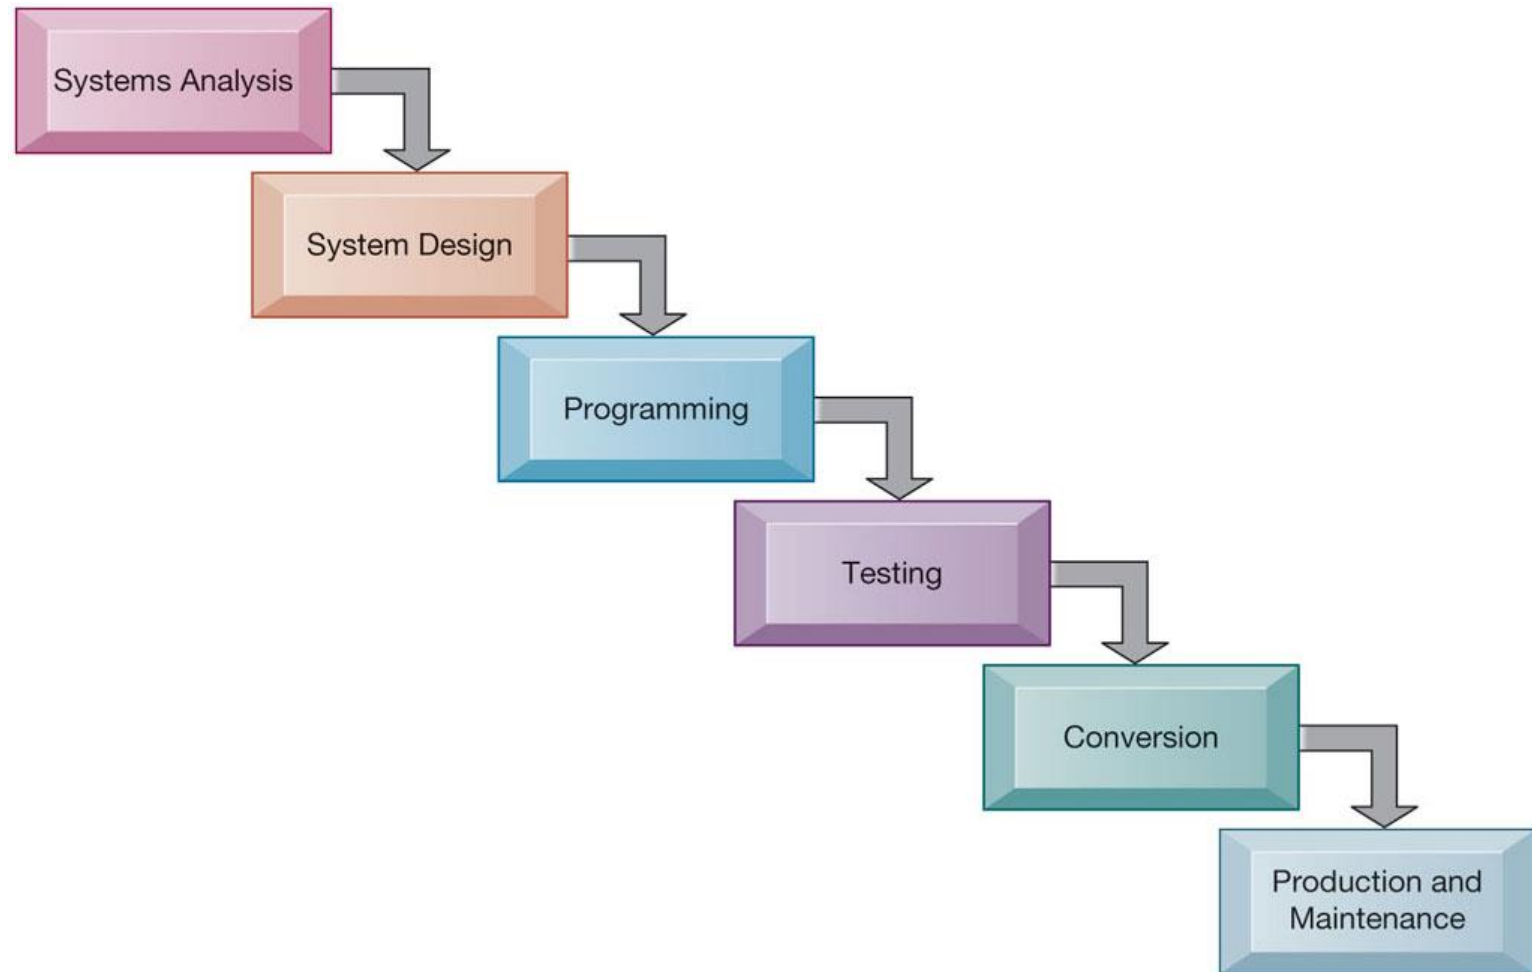 Systems Analysis
System Design
Programming
Testing
Conversion
Production and
Maintenance